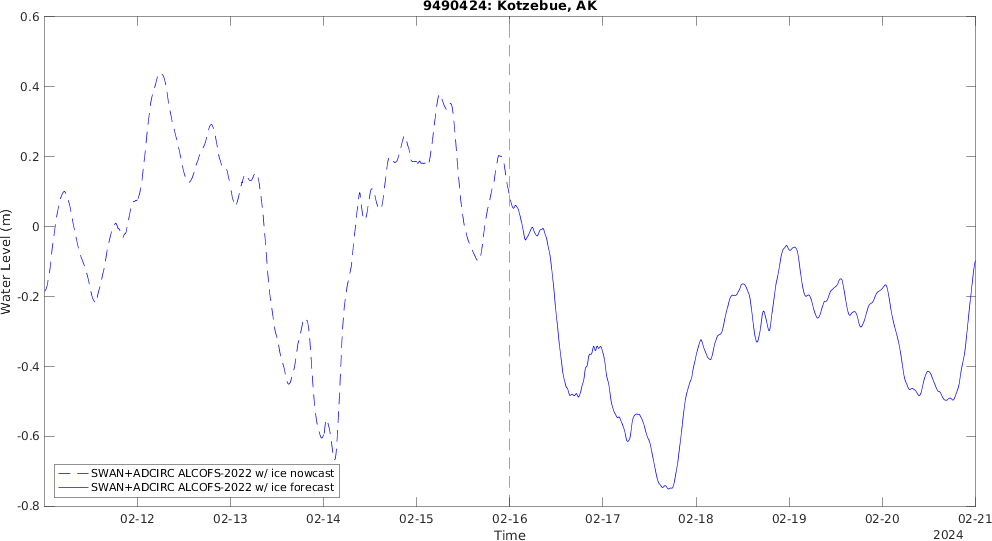 9490424: Kotzebue, AK
0.6
0.4
0.2
0
-0.2
-0.4
-0.6
-0.8
Water Level (m)
SWAN+ADCIRC ALCOFS-2022 w/ ice nowcast
SWAN+ADCIRC ALCOFS-2022 w/ ice forecast
02-12 02-13 02-14 02-15 02-16 02-17 02-18 02-19 02-20 02-21
Time
2024